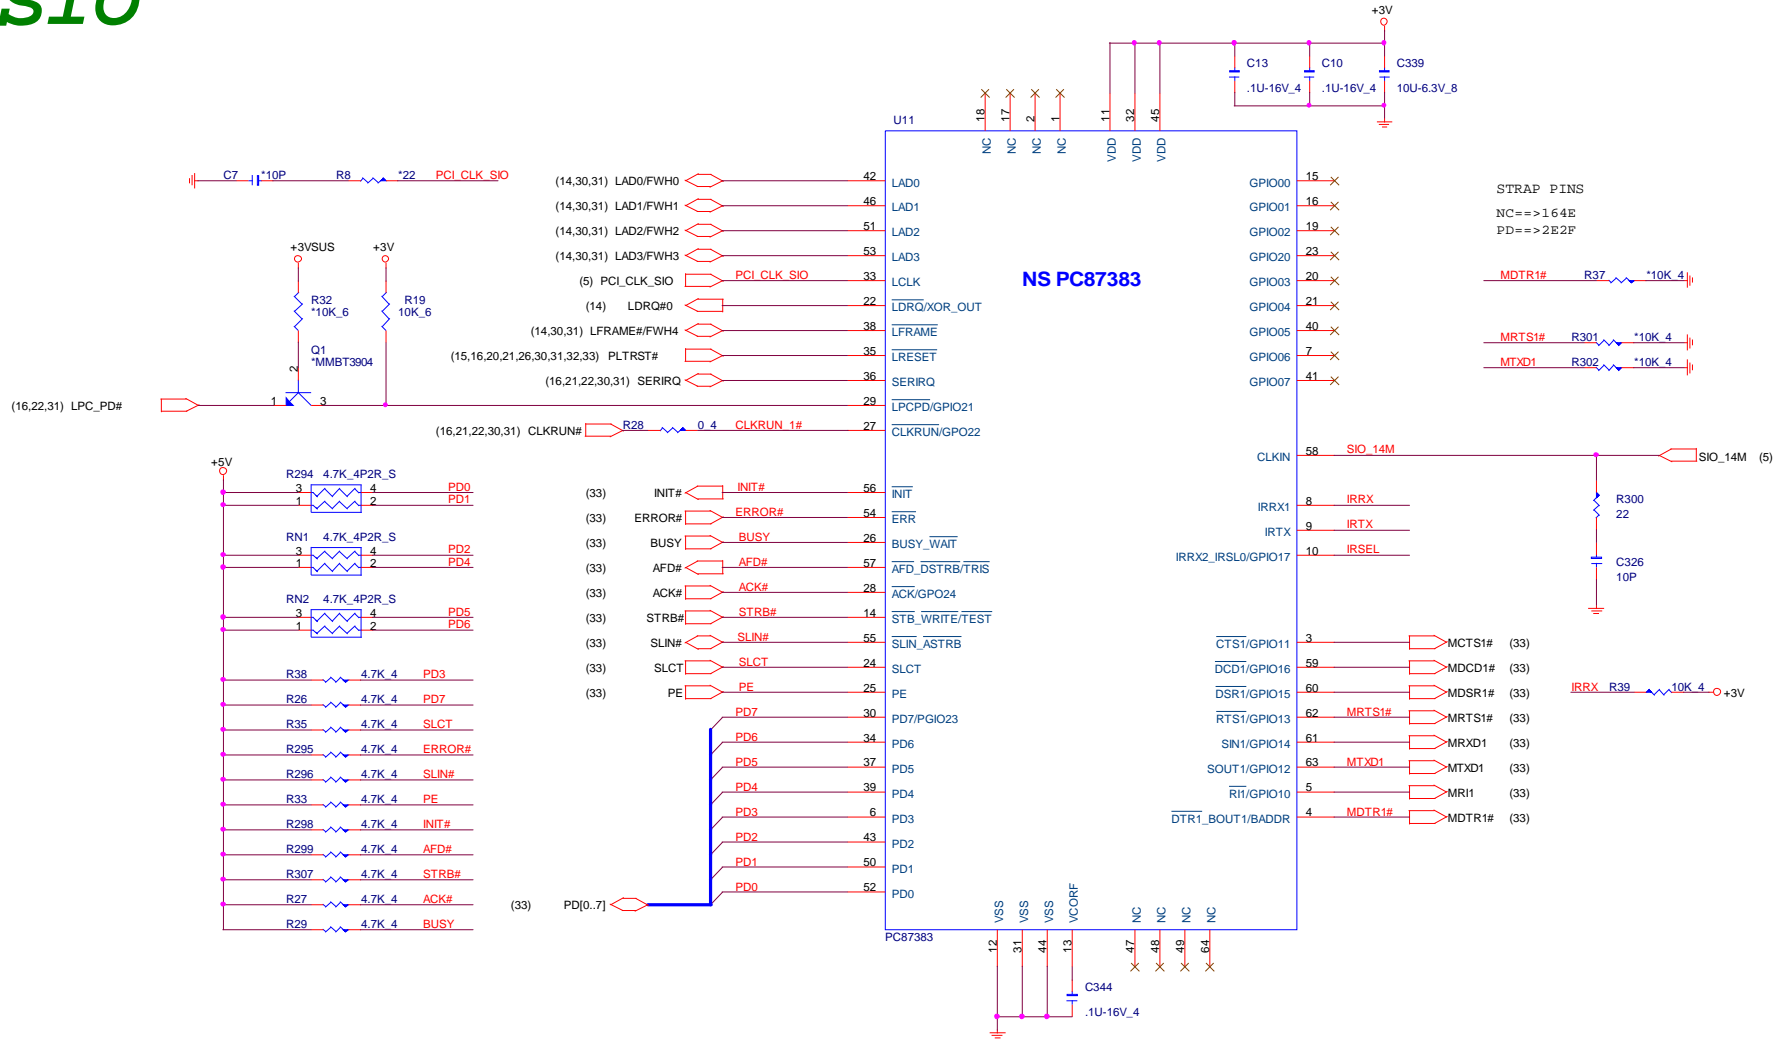 SIO
+3V
C13
.1U-16V_4
C10
.1U-16V_4
C339
10U-6.3V_8
U11
18 17 2 1 11 32 45
NC NC NC NC VDD VDD VDD
C7 *10P R8 *22 PCI_CLK_SIO
(14,30,31) LAD0/FWH0 42 LAD0
(14,30,31) LAD1/FWH1 46 LAD1
(14,30,31) LAD2/FWH2 51 LAD2
(14,30,31) LAD3/FWH3 53 LAD3
(5) PCI_CLK_SIO PCI_CLK_SIO 33 LCLK
(14) LDRQ#0 22 LDRQ/XOR_OUT
(14,30,31) LFRAME#/FWH4 38 LFRAME
(15,16,20,21,26,30,31,32,33) PLTRST# 35 LRESET
(16,21,22,30,31) SERIRQ 36 SERIRQ
29 LPCPD/GPIO21
(16,21,22,30,31) CLKRUN# R28 0_4 CLKRUN_1# 27 CLKRUN/GPO22
+3VSUS
+3V
R32
*10K_6
R19
10K_6
Q1
*MMBT3904
2
(16,22,31) LPC_PD# 1 3
NS PC87383
GPIO00 15
GPIO01 16
GPIO02 19
GPIO20 23
GPIO03 20
GPIO04 21
GPIO05 40
GPIO06 7
GPIO07 41
STRAP PINS
NC==>164E
PD==>2E2F
MDTR1# R37 *10K_4
MRTS1# R301 *10K_4
MTXD1 R302 *10K_4
CLKIN 58 SIO_14M SIO_14M (5)
R300
22
C326
10P
IRRX1 8 IRRX
IRTX 9 IRTX
IRRX2_IRSL0/GPIO17 10 IRSEL
+5V
R294 4.7K_4P2R_S
3 4 PD0
1 2 PD1
RN1 4.7K_4P2R_S
3 4 PD2
1 2 PD4
RN2 4.7K_4P2R_S
3 4 PD5
1 2 PD6
R38 4.7K_4 PD3
R26 4.7K_4 PD7
R35 4.7K_4 SLCT
R295 4.7K_4 ERROR#
R296 4.7K_4 SLIN#
R33 4.7K_4 PE
R298 4.7K_4 INIT#
R299 4.7K_4 AFD#
R307 4.7K_4 STRB#
R27 4.7K_4 ACK#
R29 4.7K_4 BUSY
(33) INIT# INIT# 56 INIT
(33) ERROR# ERROR# 54 ERR
(33) BUSY BUSY 26 BUSY_WAIT
(33) AFD# AFD# 57 AFD_DSTRB/TRIS
(33) ACK# ACK# 28 ACK/GPO24
(33) STRB# STRB# 14 STB_WRITE/TEST
(33) SLIN# SLIN# 55 SLIN_ASTRB
(33) SLCT SLCT 24 SLCT
(33) PE PE 25 PE
PD7 30 PD7/PGIO23
PD6 34 PD6
PD5 37 PD5
PD4 39 PD4
PD3 6 PD3
PD2 43 PD2
PD1 50 PD1
PD0 52 PD0
(33) PD[0..7]
CTS1/GPIO11 3 MCTS1# (33)
DCD1/GPIO16 59 MDCD1# (33)
DSR1/GPIO15 60 MDSR1# (33)
RTS1/GPIO13 62 MRTS1# MRTS1# (33)
SIN1/GPIO14 61 MRXD1 (33)
SOUT1/GPIO12 63 MTXD1 MTXD1 (33)
RI1/GPIO10 5 MRI1 (33)
DTR1_BOUT1/BADDR 4 MDTR1# MDTR1# (33)
IRRX R39 10K_4 +3V
VSS VSS VSS VCORF NC NC NC NC
PC87383
12 31 44 13 47 48 49 64
C344
.1U-16V_4